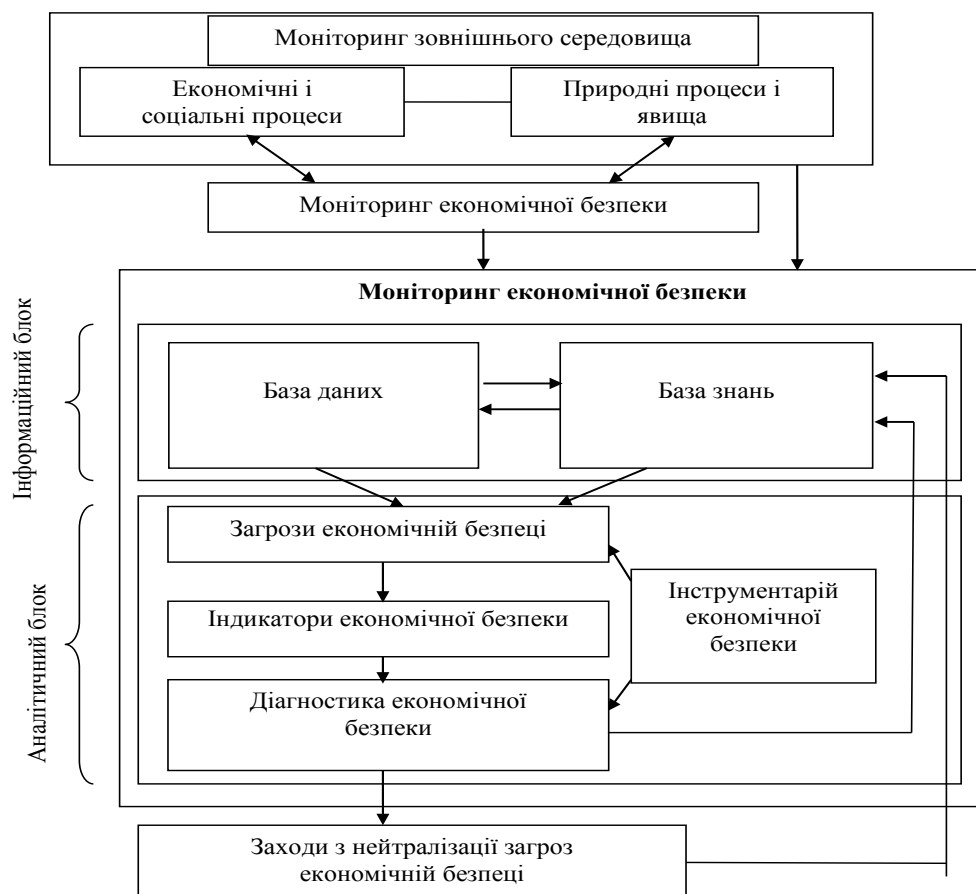 Моніторинг зовнішнього середовища
Економічні і
соціальні процеси
Природні процеси і
явища
Моніторинг економічної безпеки
Моніторинг економічної безпеки
Інформаційний блок
База даних
База знань
Аналітичний блок
Загрози економічній безпеці
Індикатори економічної безпеки
Інструментарій
економічної
безпеки
Діагностика економічної
безпеки
Заходи з нейтралізації загроз
економічній безпеці